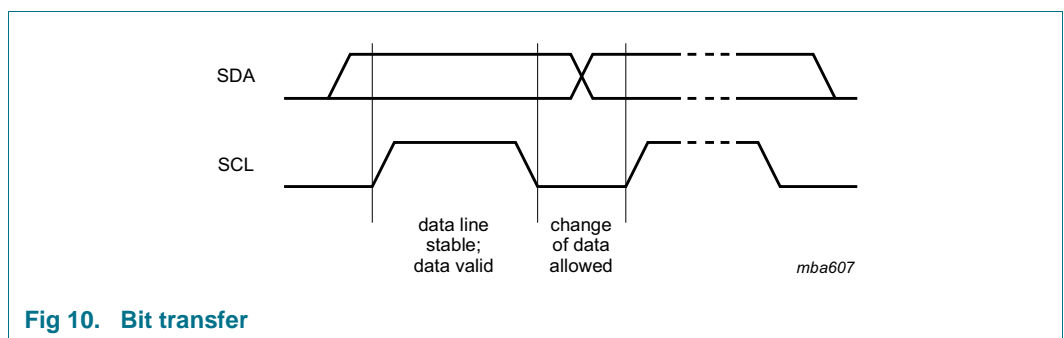 SDA
SCL
data line
stable;
data valid
change
of data
allowed
mba607
Fig 10. Bit transfer